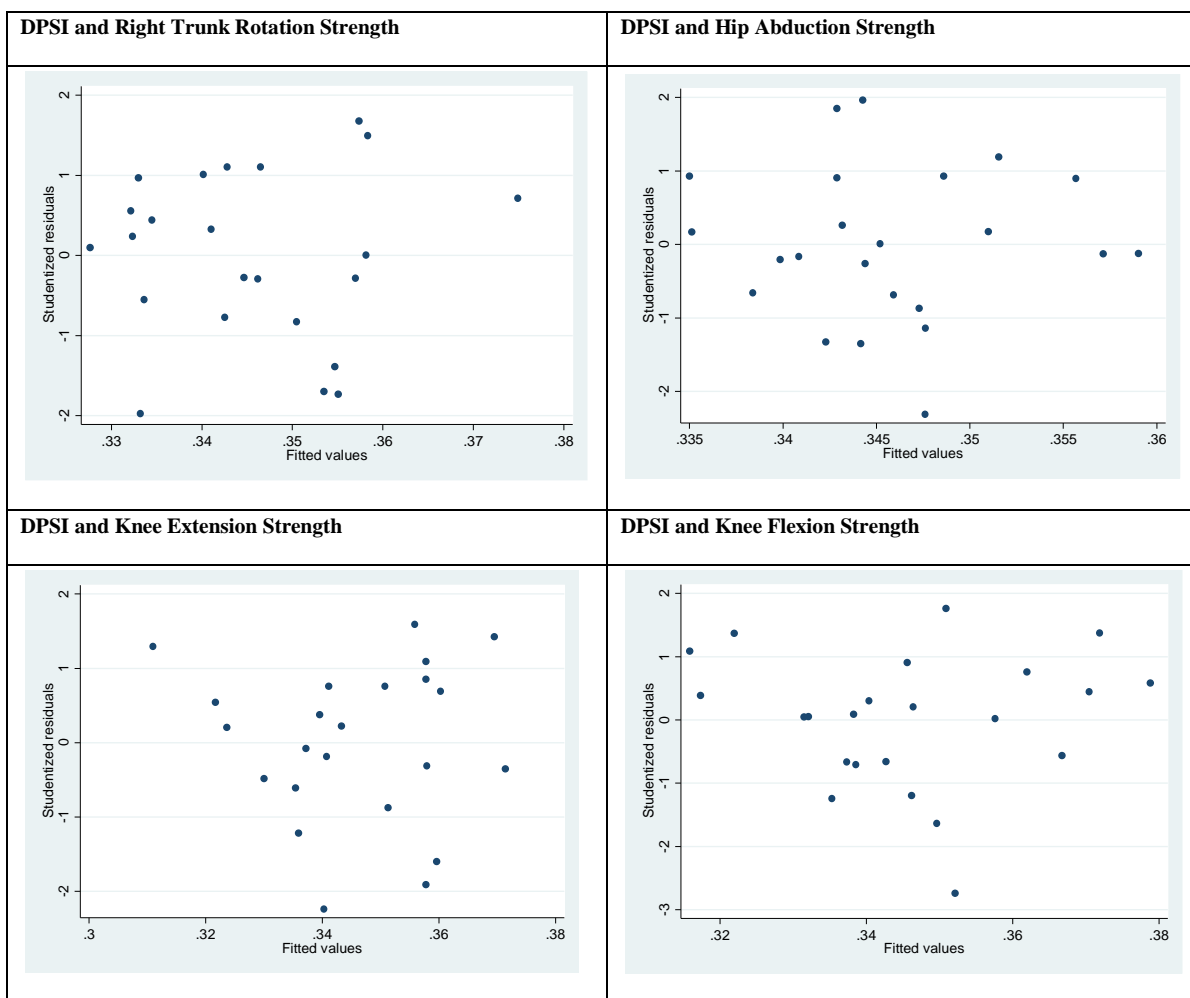 DPSI and Right Trunk Rotation Strength
DPSI and Hip Abduction Strength
Studentized residuals
2
1
0
-1
-2
.33 .34 .35 .36 .37 .38
Fitted values
Studentized residuals
2
1
0
-1
-2
.335 .34 .345 .35 .355 .36
Fitted values
DPSI and Knee Extension Strength
DPSI and Knee Flexion Strength
Studentized residuals
2
1
0
-1
-2
.3 .32 .34 .36 .38
Fitted values
Studentized residuals
2
1
0
-1
-2
-3
.32 .34 .36 .38
Fitted values